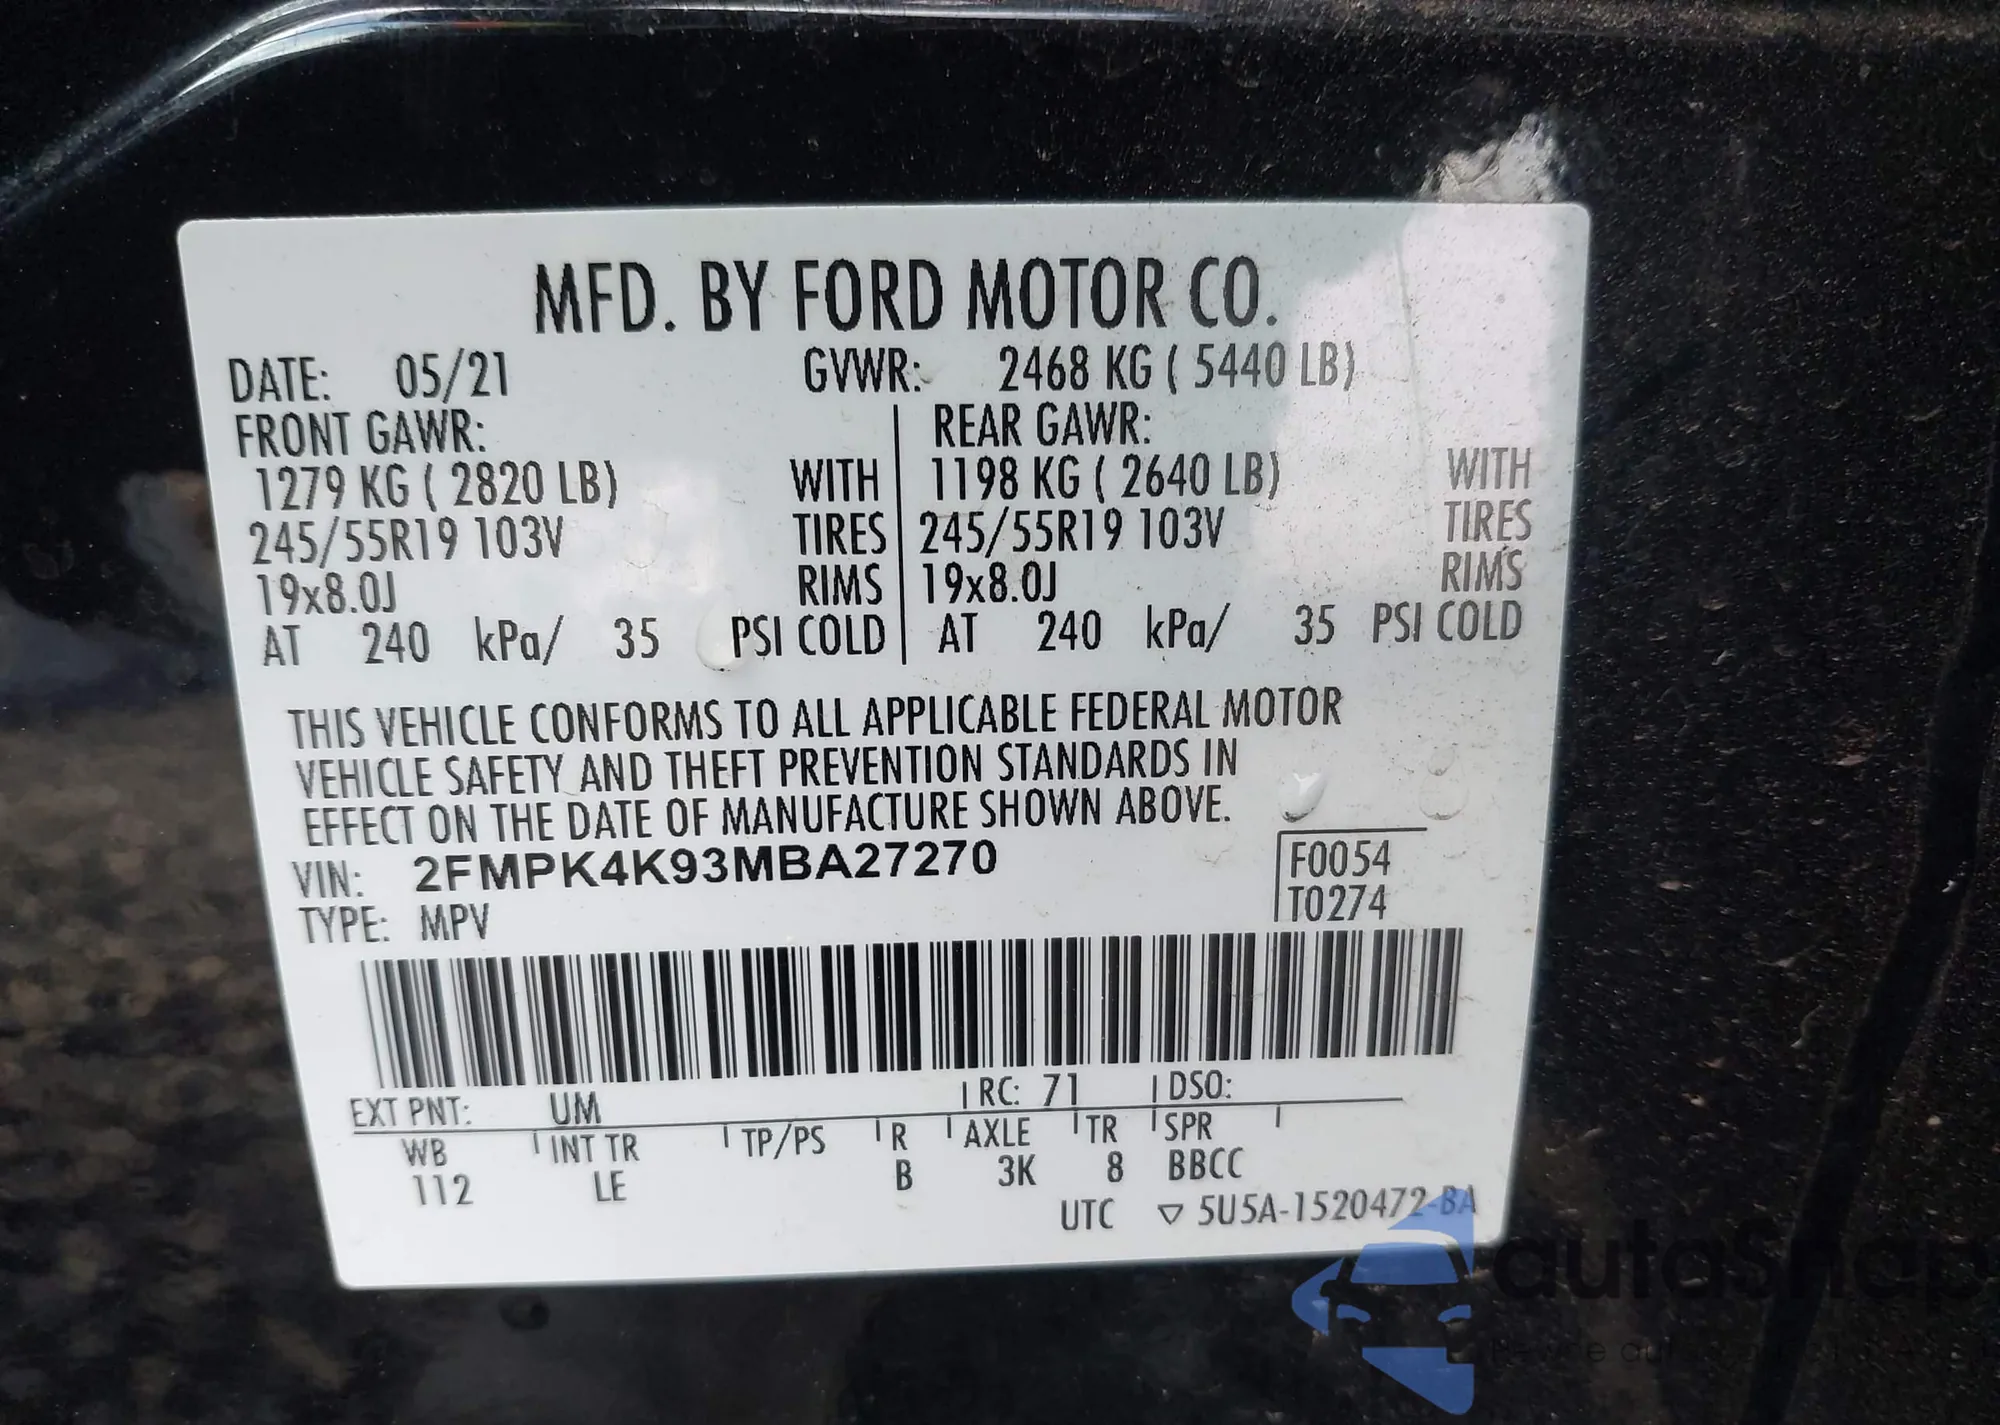 MFD. BY FORD MOTOR CO.
DATE: 05/21 GVWR: 2468 KG ( 5440 LB)
FRONT GAWR: REAR GAWR:
1279 KG ( 2820 LB) WITH 1198 KG ( 2640 LB) WITH
245/55R19 103V TIRES 245/55R19 103V TIRES
19x8.0J RIMS 19x8.0J RIMS
AT 240 kPa/ 35 PSI COLD AT 240 kPa/ 35 PSI COLD
THIS VEHICLE CONFORMS TO ALL APPLICABLE FEDERAL MOTOR
VEHICLE SAFETY AND THEFT PREVENTION STANDARDS IN
EFFECT ON THE DATE OF MANUFACTURE SHOWN ABOVE.
VIN: 2FMPK4K93MBA27270 F0054
TYPE: MPV T0274
EXT PNT: UM RC: 71 DSO:
WB INT TR TP/PS R AXLE TR SPR
112 LE B 3K 8 BBCC
UTC ▽ 5U5A-1520472-BA
autoSnap